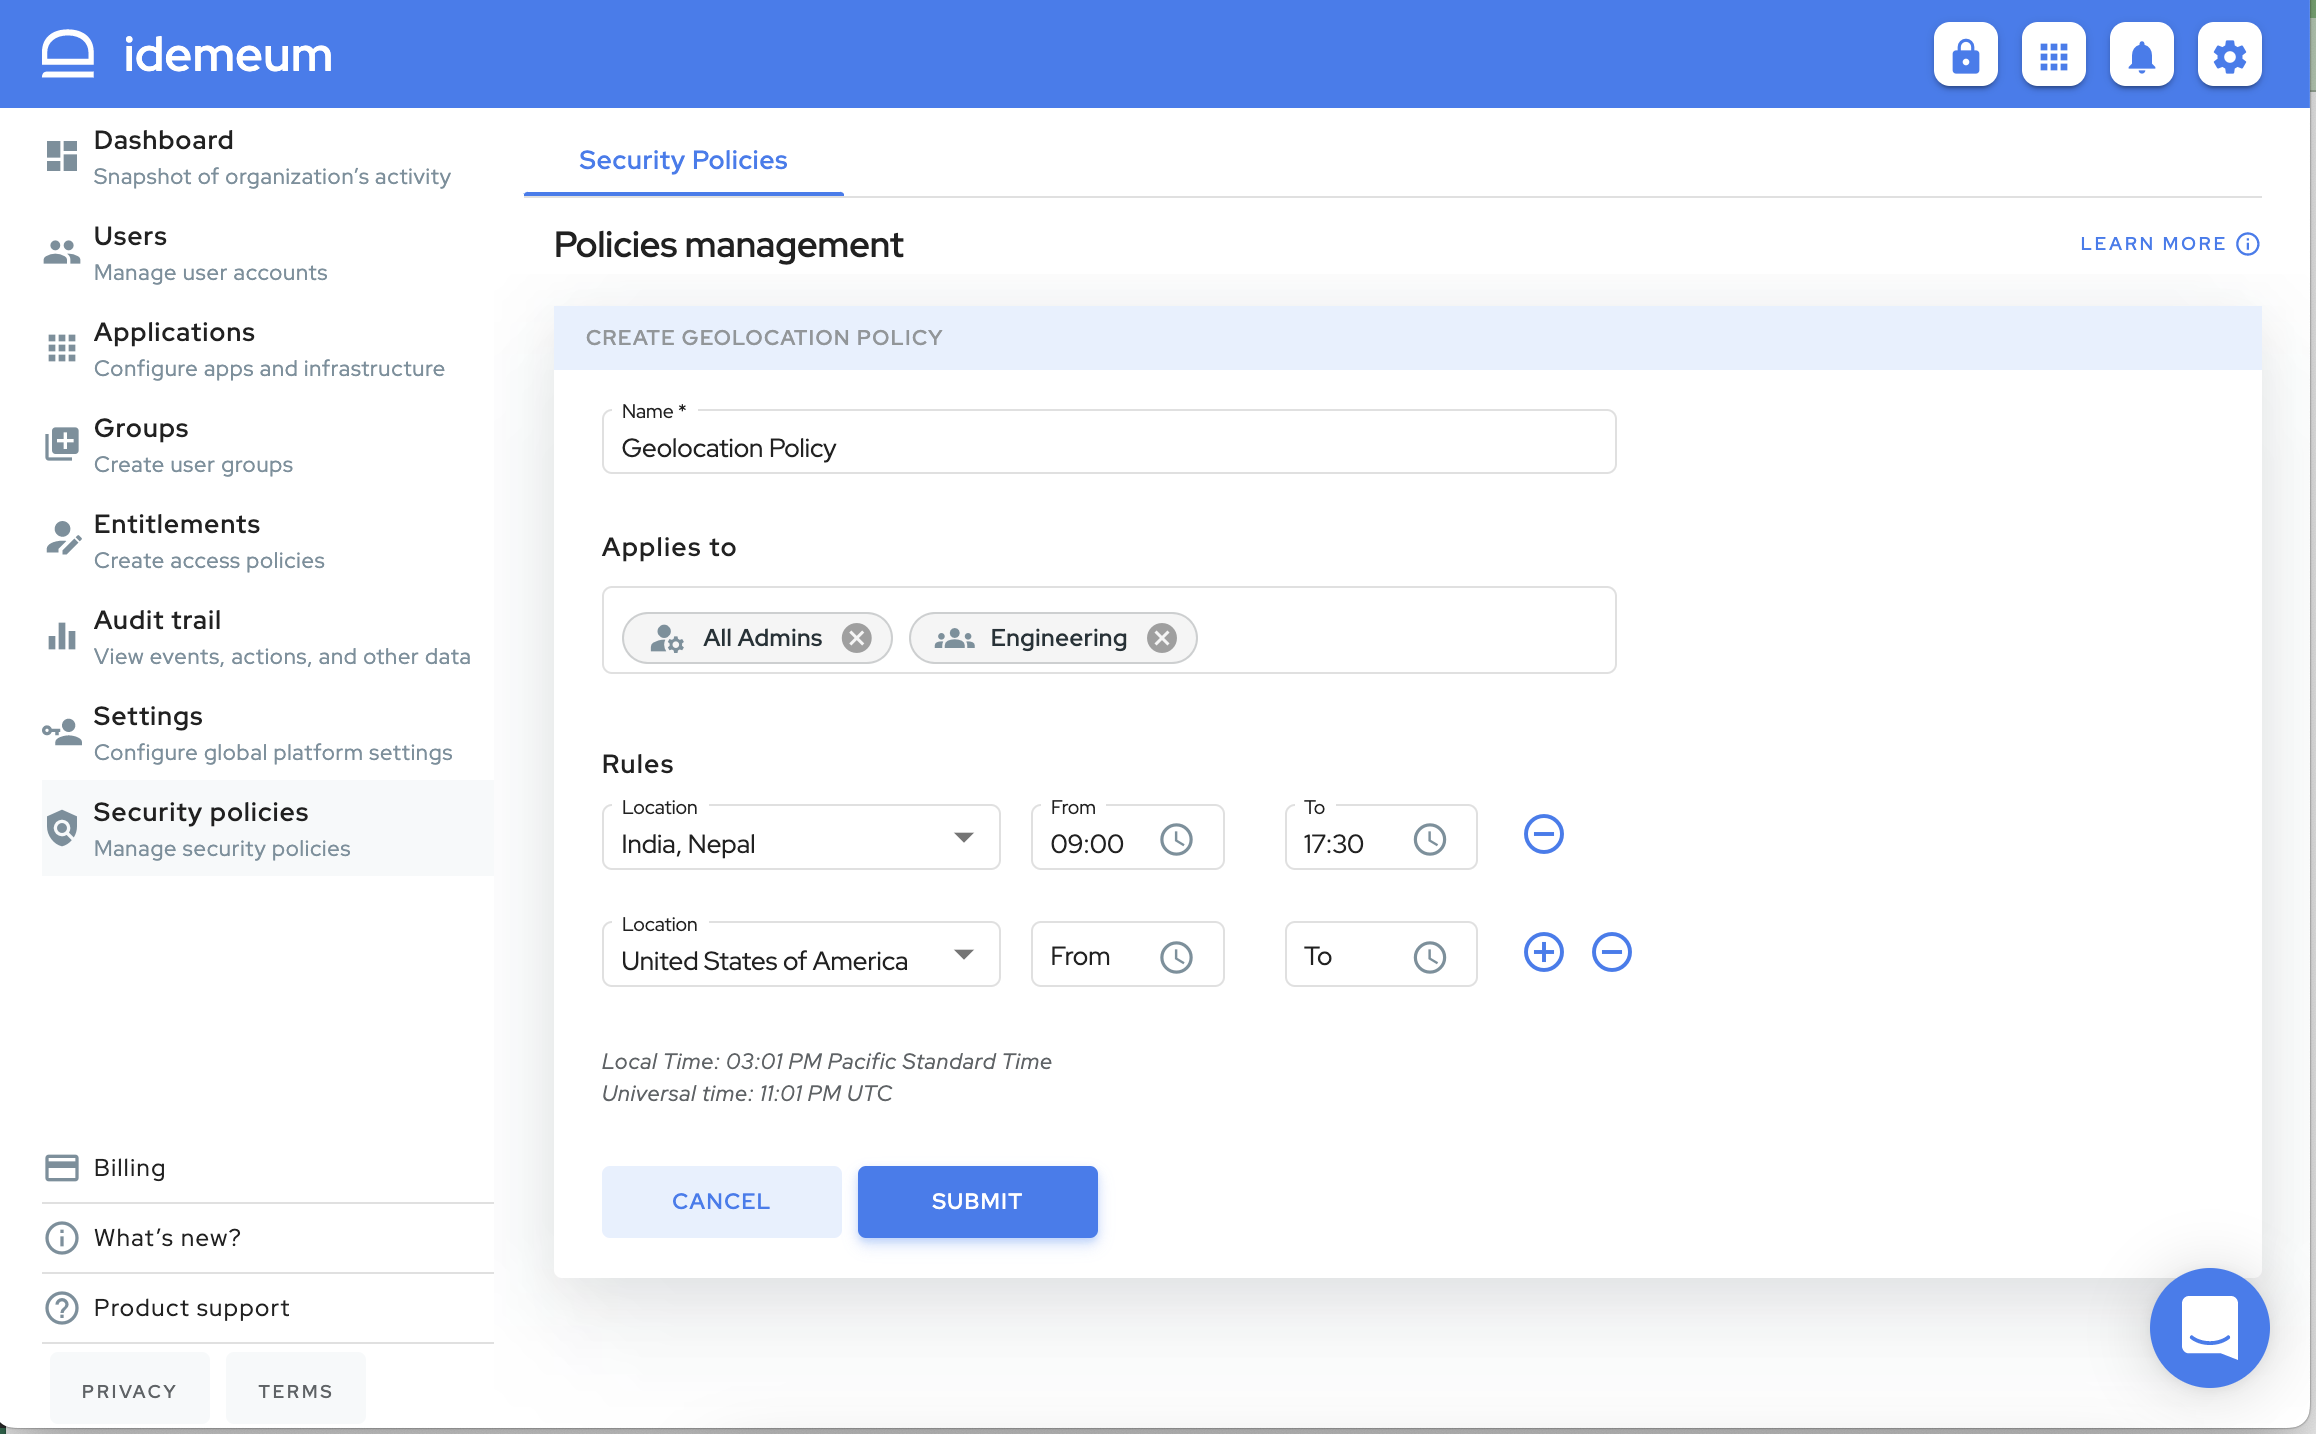 idemeum
Dashboard
Snapshot of organization's activity
Users
Manage user accounts
Applications
Configure apps and infrastructure
Groups
Create user groups
Entitlements
Create access policies
Audit trail
View events, actions, and other data
Settings
Configure global platform settings
Security policies
Manage security policies
Billing
What's new?
Product support
PRIVACY TERMS
Security Policies
Policies management
LEARN MORE
CREATE GEOLOCATION POLICY
Name *
Geolocation Policy
Applies to
All Admins Engineering
Rules
Location From To
India, Nepal 09:00 17:30
Location
United States of America From To
Local Time: 03:01 PM Pacific Standard Time
Universal time: 11:01 PM UTC
CANCEL SUBMIT